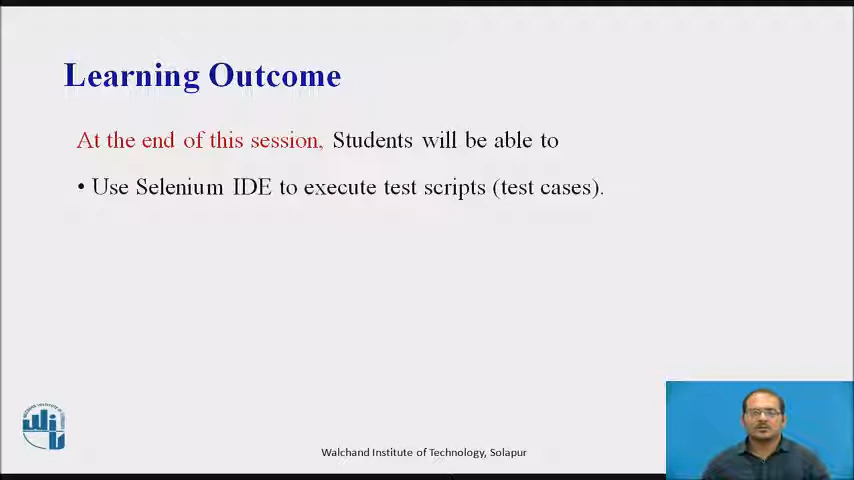 Learning Outcome
At the end of this session, Students will be able to
• Use Selenium IDE to execute test scripts (test cases).
Walchand Institute of Technology, Solapur